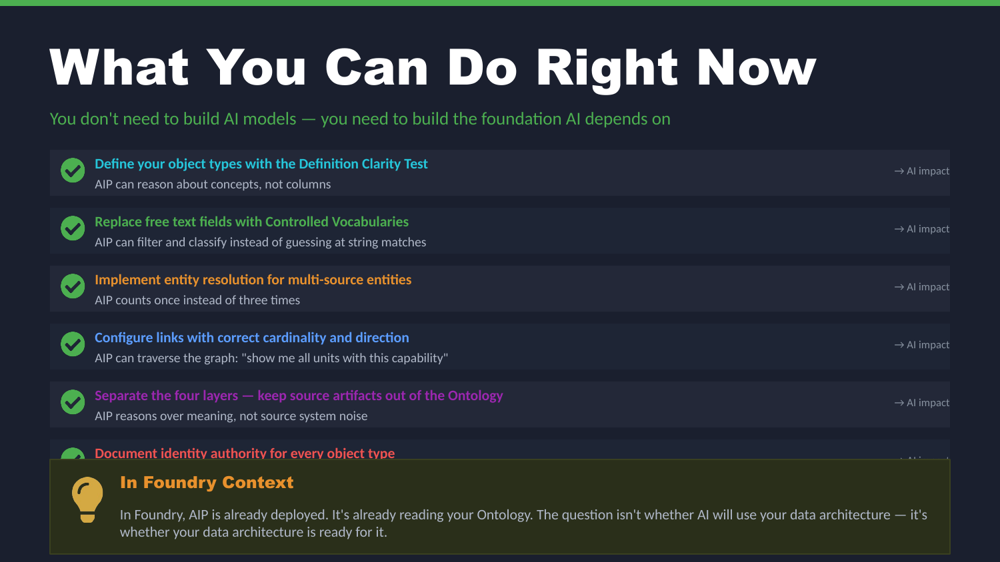 What You Can Do Right Now
You don't need to build AI models — you need to build the foundation AI depends on
Define your object types with the Definition Clarity Test
AIP can reason about concepts, not columns
→ AI impact
Replace free text fields with Controlled Vocabularies
AIP can filter and classify instead of guessing at string matches
→ AI impact
Implement entity resolution for multi-source entities
AIP counts once instead of three times
→ AI impact
Configure links with correct cardinality and direction
AIP can traverse the graph: "show me all units with this capability"
→ AI impact
Separate the four layers — keep source artifacts out of the Ontology
AIP reasons over meaning, not source system noise
→ AI impact
Document identity authority for every object type
In Foundry Context
In Foundry, AIP is already deployed. It's already reading your Ontology. The question isn't whether AI will use your data architecture — it's
whether your data architecture is ready for it.